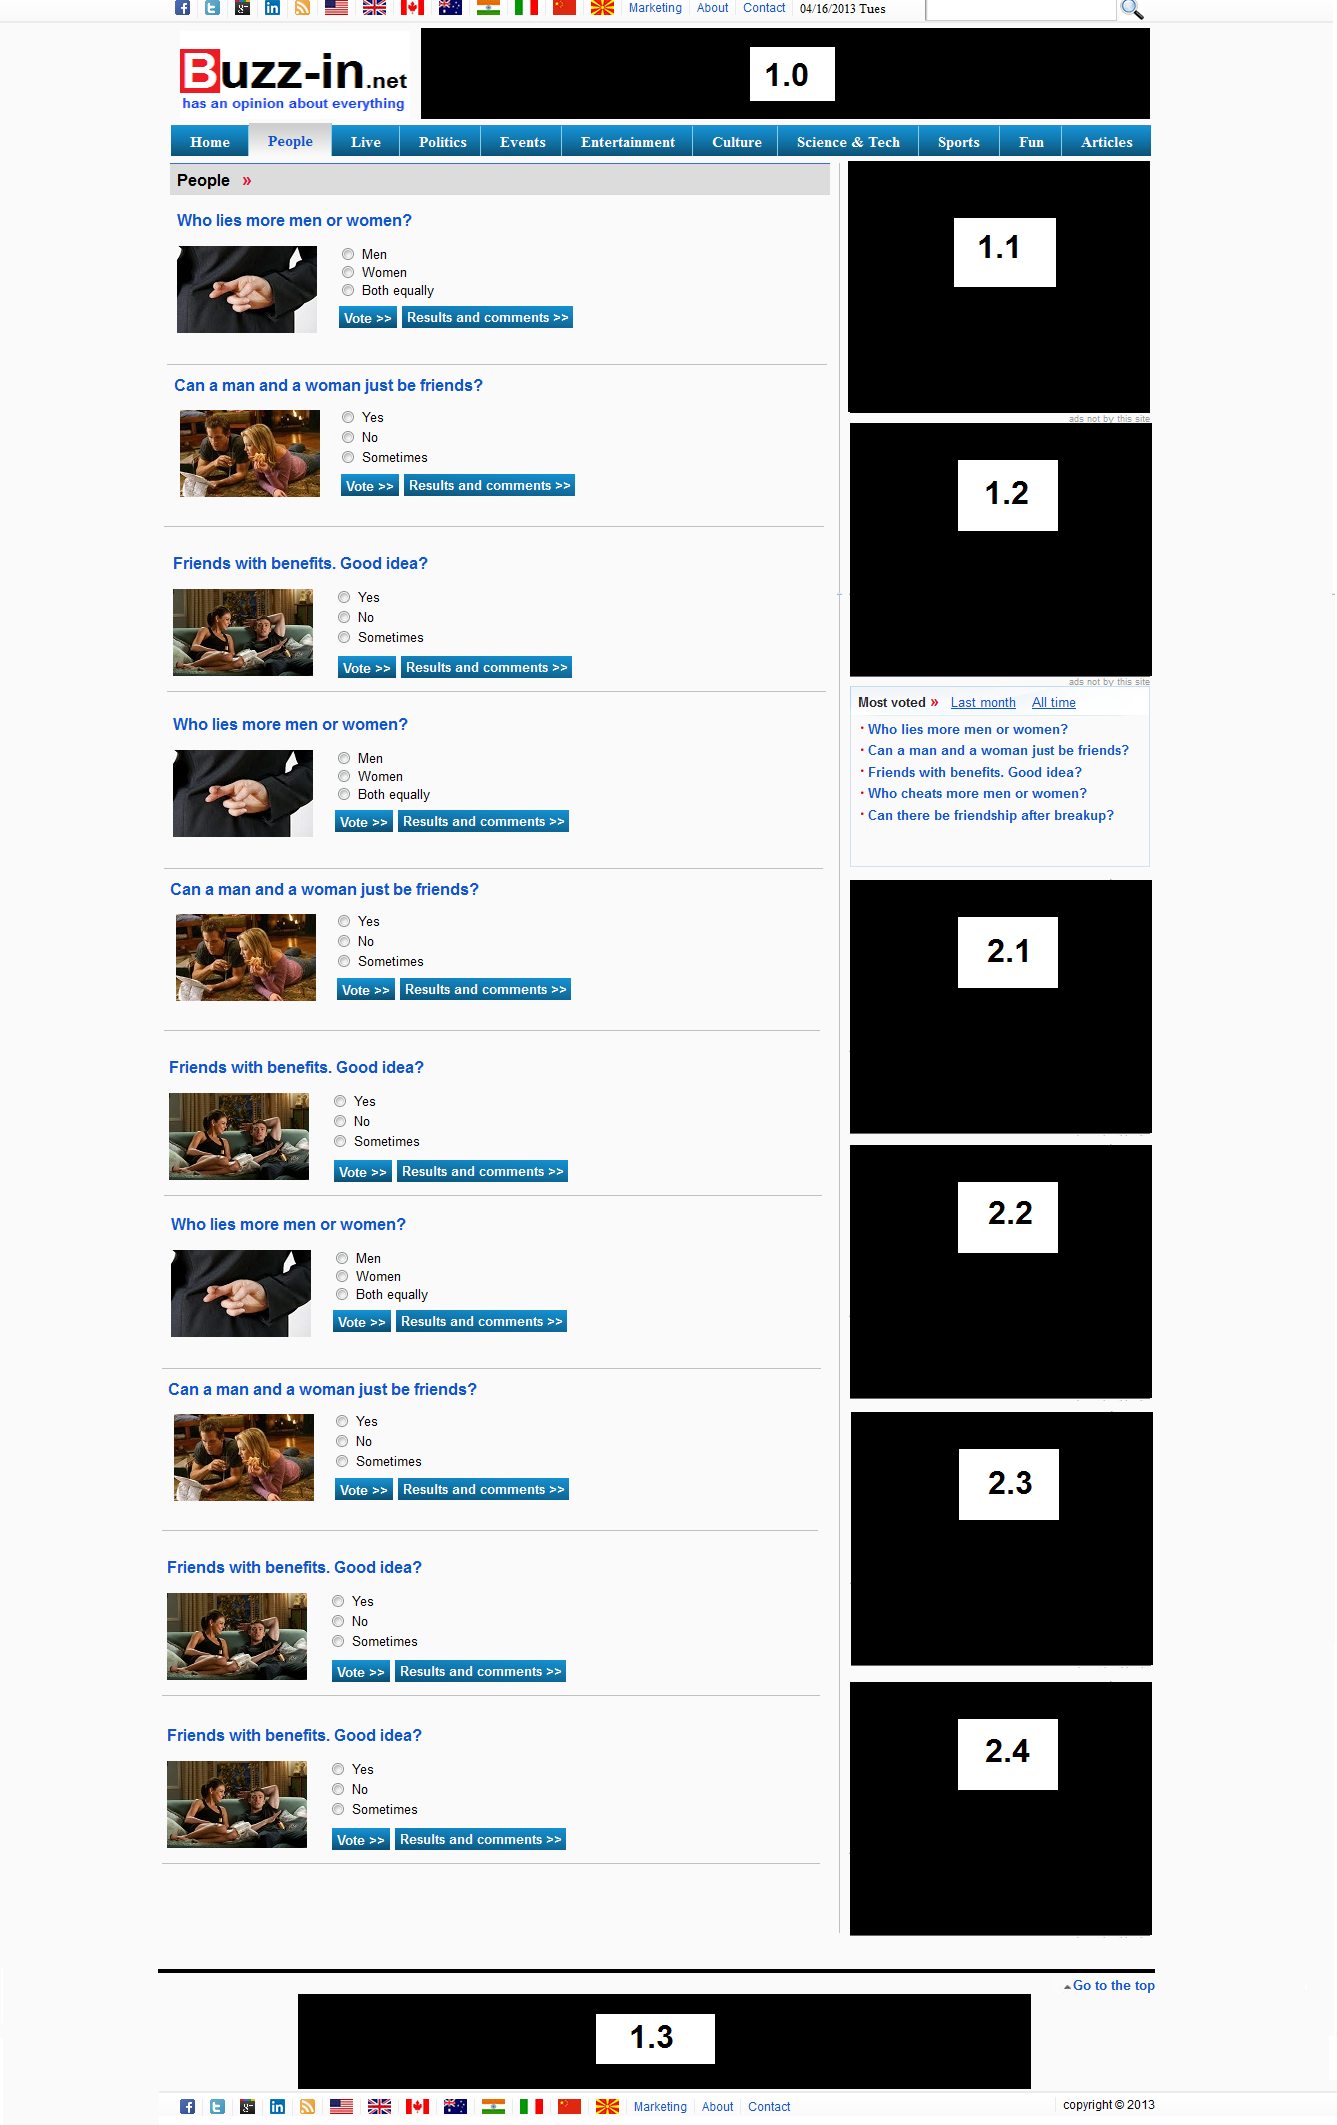 Marketing About Contact 04/16/2013 Tues
Buzz-in.net
has an opinion about everything
1.0
Home People Live Politics Events Entertainment Culture Science & Tech Sports Fun Articles
People »
Who lies more men or women?
Men
Women
Both equally
Vote >> Results and comments >>
Can a man and a woman just be friends?
Yes
No
Sometimes
Vote >> Results and comments >>
Friends with benefits. Good idea?
Yes
No
Sometimes
Vote >> Results and comments >>
Who lies more men or women?
Men
Women
Both equally
Vote >> Results and comments >>
Can a man and a woman just be friends?
Yes
No
Sometimes
Vote >> Results and comments >>
Friends with benefits. Good idea?
Yes
No
Sometimes
Vote >> Results and comments >>
Who lies more men or women?
Men
Women
Both equally
Vote >> Results and comments >>
Can a man and a woman just be friends?
Yes
No
Sometimes
Vote >> Results and comments >>
Friends with benefits. Good idea?
Yes
No
Sometimes
Vote >> Results and comments >>
Friends with benefits. Good idea?
Yes
No
Sometimes
Vote >> Results and comments >>
1.1
ads not by this site
1.2
ads not by this site
Most voted » Last month All time
Who lies more men or women?
Can a man and a woman just be friends?
Friends with benefits. Good idea?
Who cheats more men or women?
Can there be friendship after breakup?
2.1
2.2
2.3
2.4
Go to the top
1.3
Marketing About Contact copyright © 2013